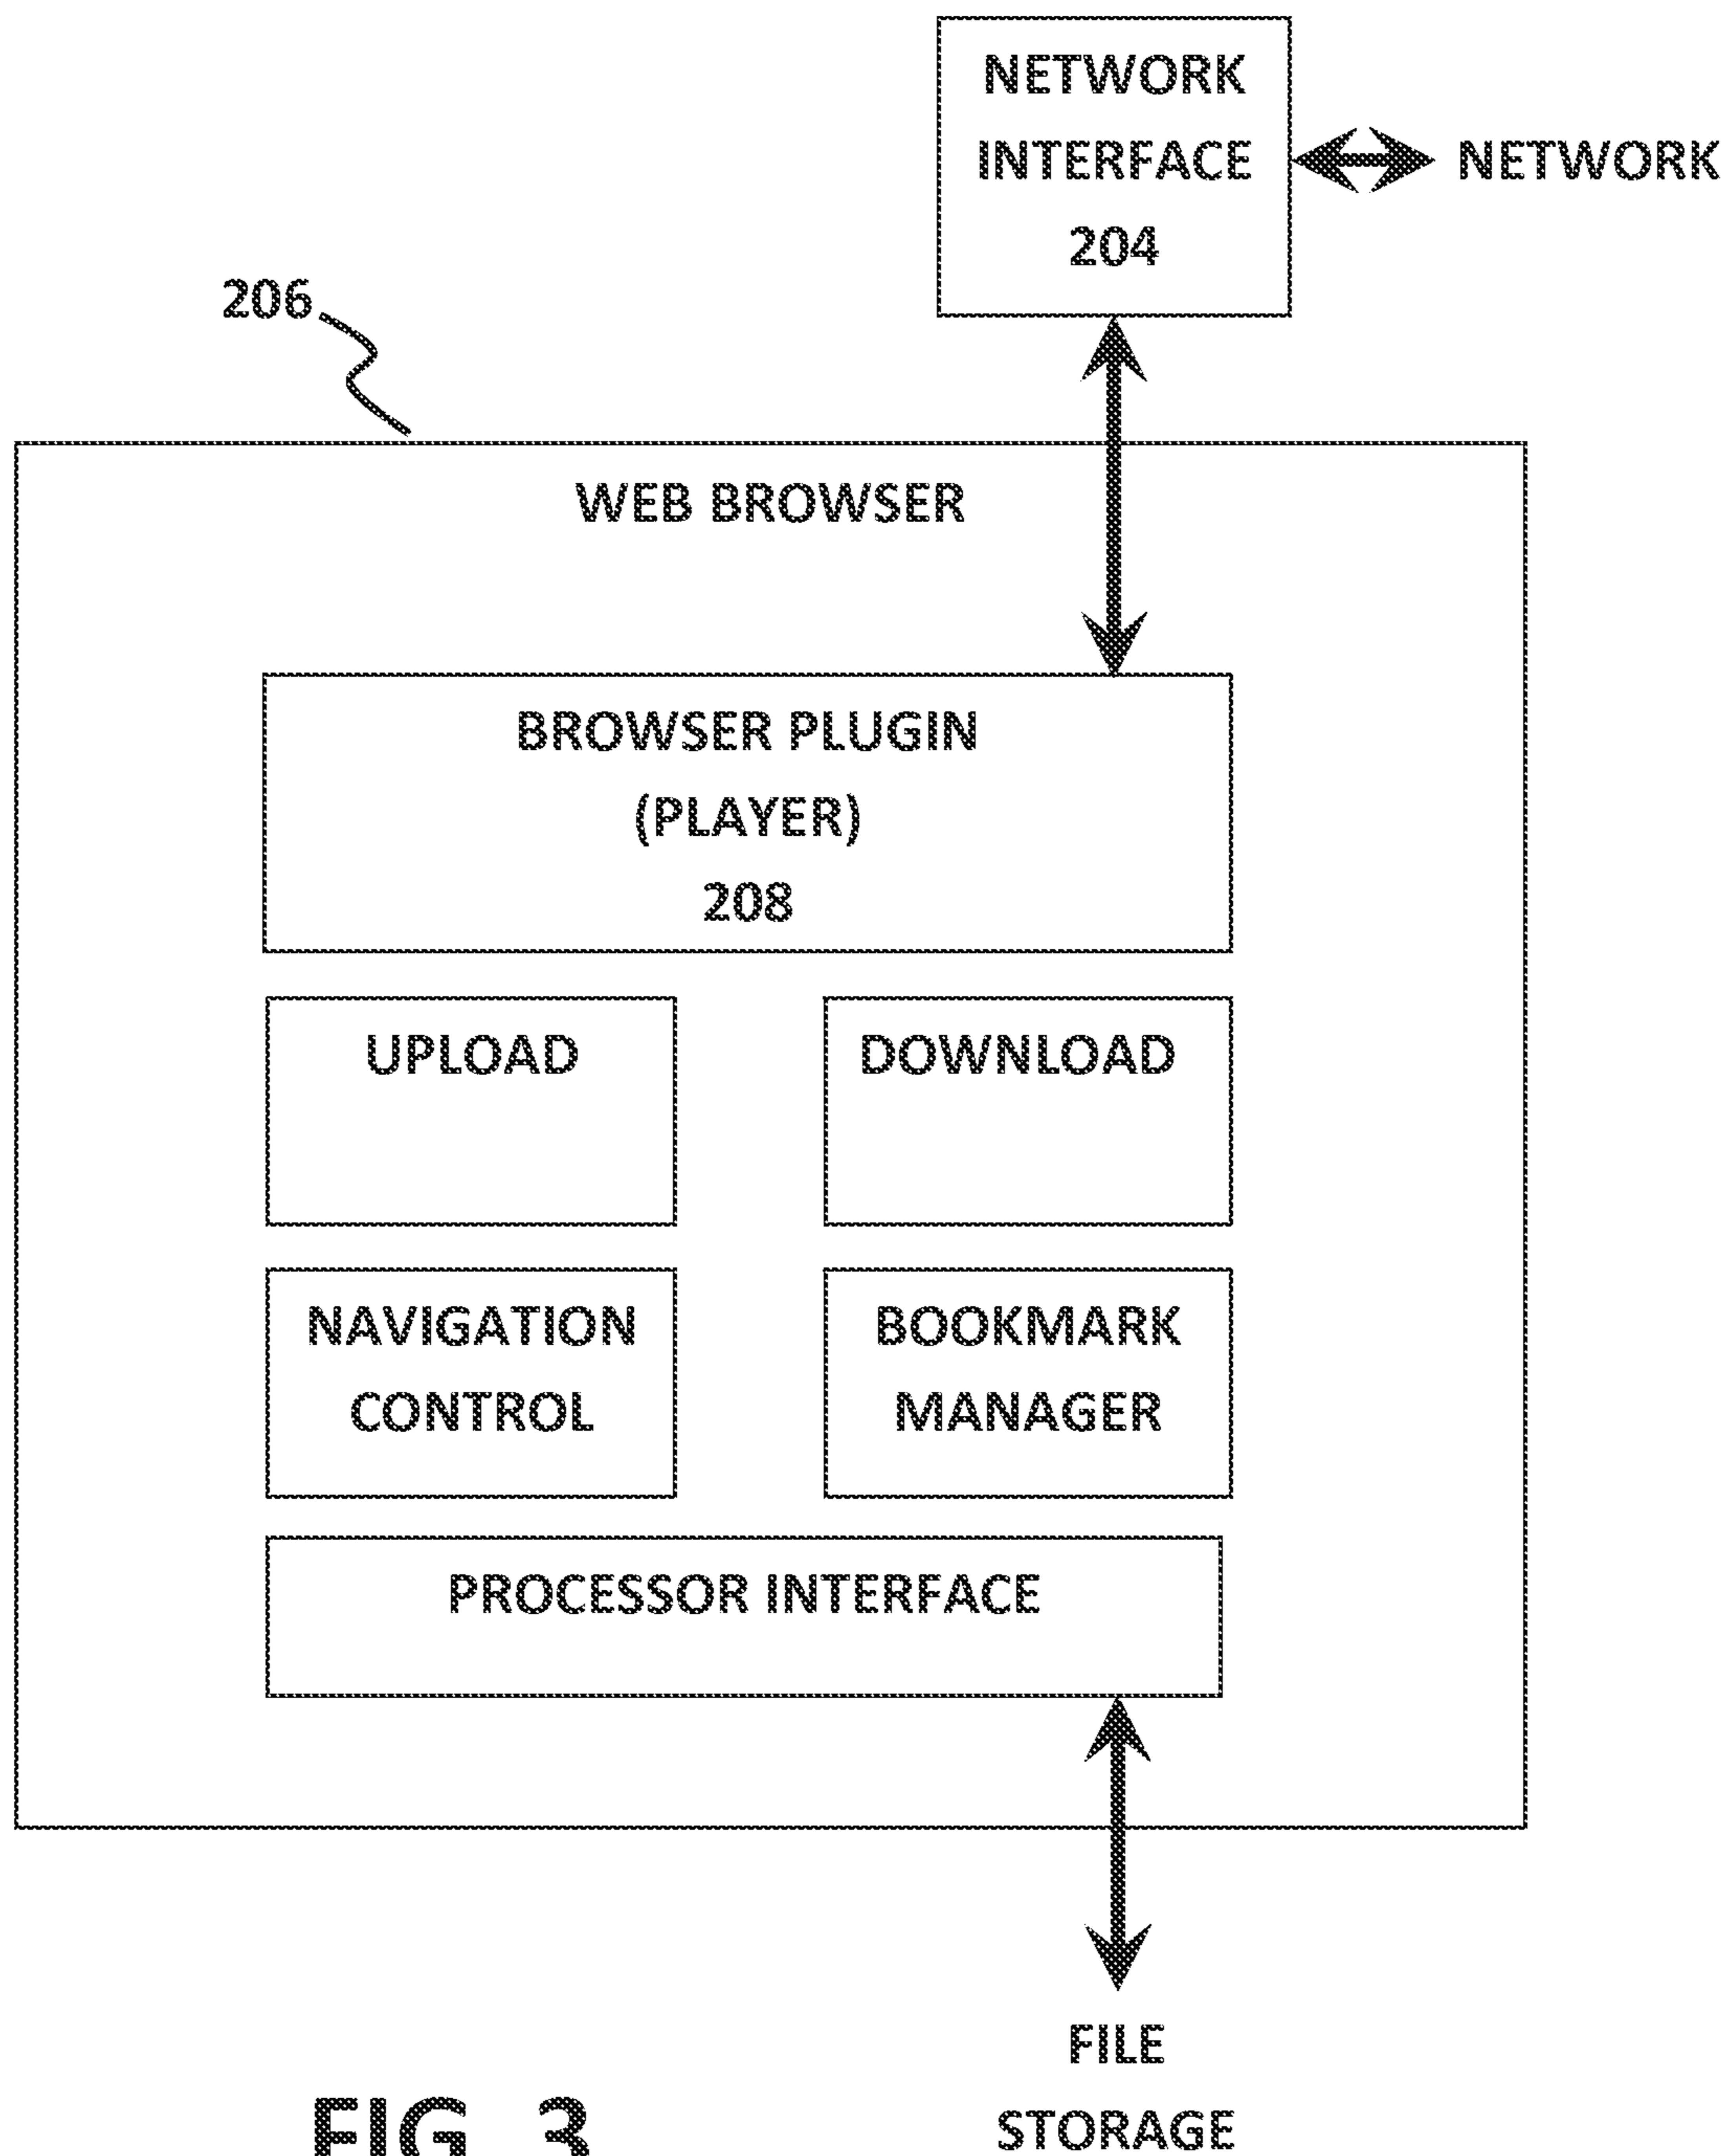 NETWORK
INTERFACE
204
NETWORK
206
WEB BROWSER
BROWSER PLUGIN
(PLAYER)
208
UPLOAD
DOWNLOAD
NAVIGATION
CONTROL
BOOKMARK
MANAGER
PROCESSOR INTERFACE
FILE
STORAGE
FIG. 3